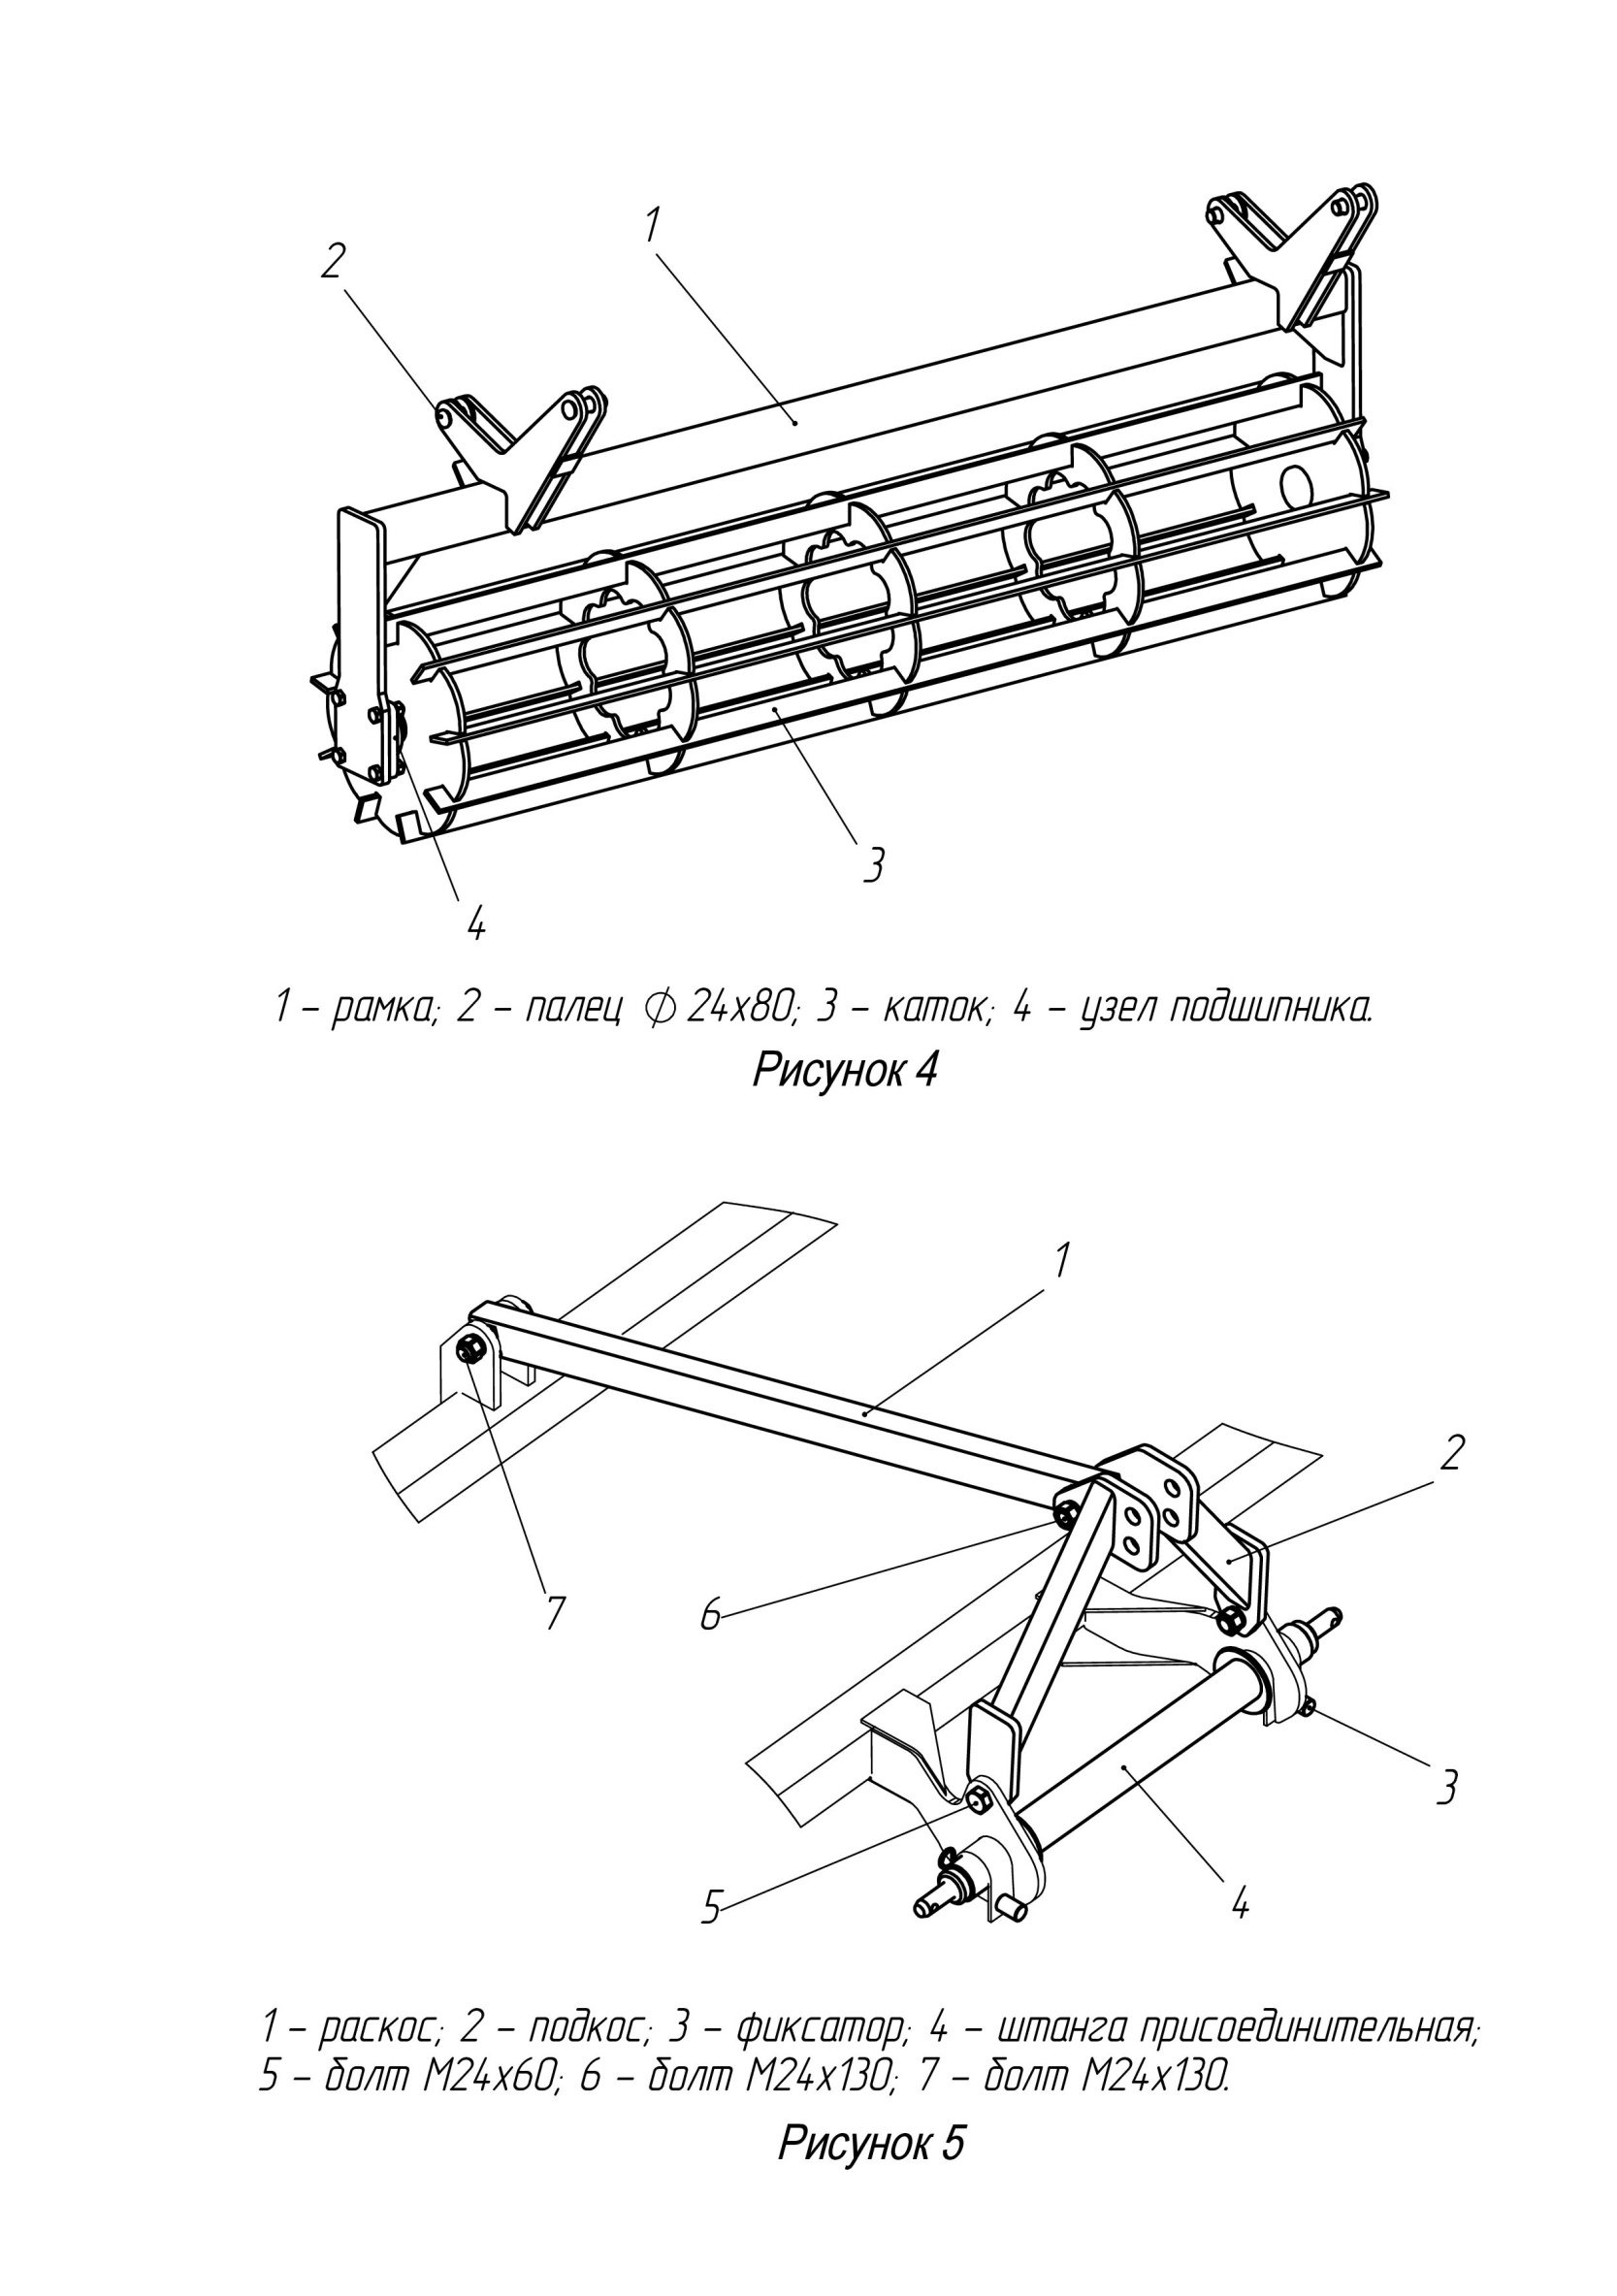 1
2
3
4
1 – рамка; 2 – палец ∅ 24х80; 3 – каток; 4 – узел подшипника.
Рисунок 4
1
2
7
6
3
5
4
1 – раскос; 2 – подкос; 3 – фиксатор; 4 – штанга присоединительная;
5 – болт М24х60; 6 – болт М24х130; 7 – болт М24х130.
Рисунок 5